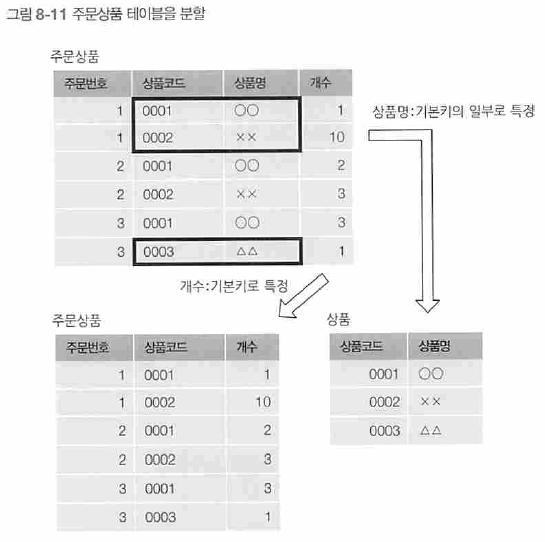 그림 8-11 주문상품 테이블을 분할
주문상품
주문번호 상품코드 상품명 개수
1 0001 ○○ 1
1 0002 ×× 10
2 0001 ○○ 2
2 0002 ×× 3
3 0001 ○○ 3
3 0003 △△ 1
상품명:기본키의 일부로 특정
개수:기본키로 특정
주문상품
주문번호 상품코드 개수
1 0001 1
1 0002 10
2 0001 2
2 0002 3
3 0001 3
3 0003 1
상품
상품코드 상품명
0001 ○○
0002 ××
0003 △△